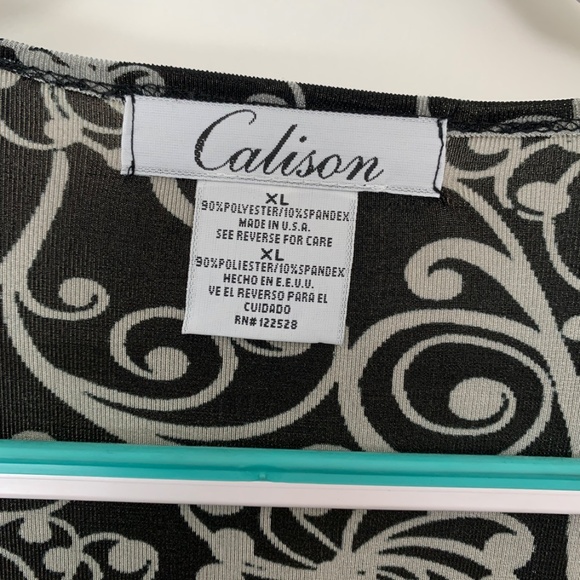 Calison
XL
90%POLYESTER/10%SPANDEX
MADE IN U.S.A.
SEE REVERSE FOR CARE
XL
90%POLIESTER/10%SPANDEX
HECHO EN E.E.U.U.
VE EL REVERSO PARA EL
CUIDADO
RN#122528